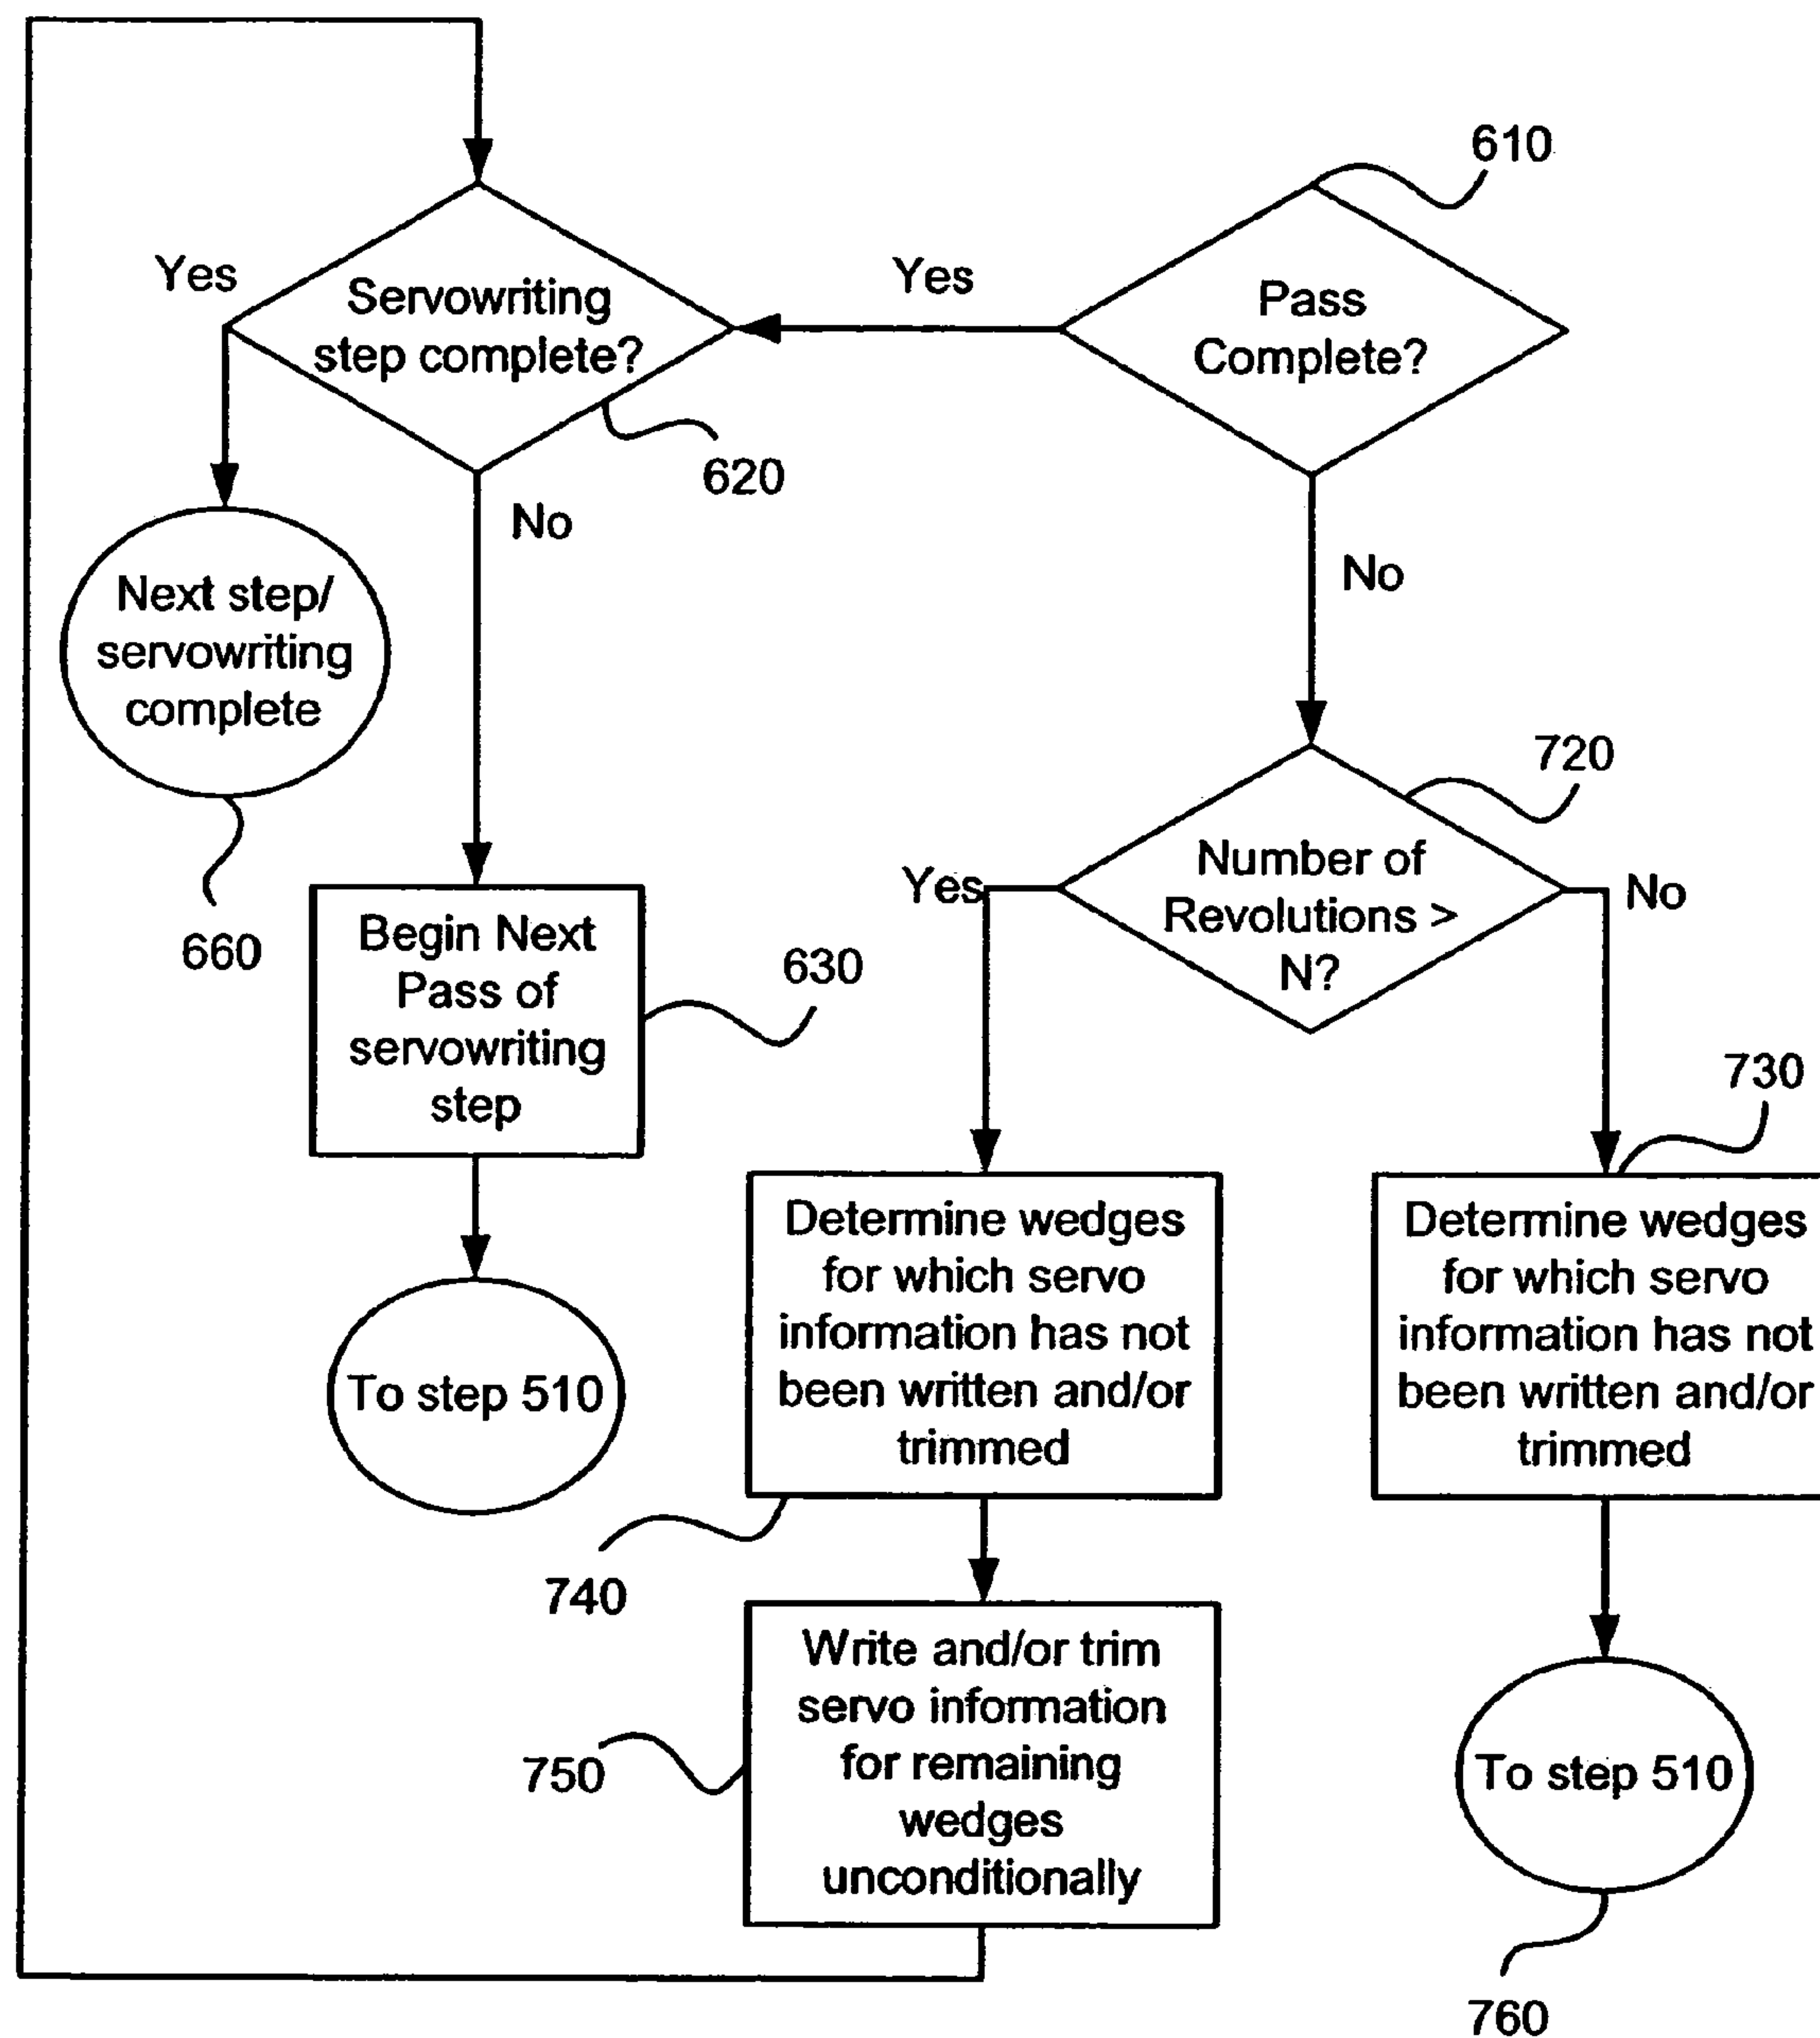 610
Yes
Servowriting
step complete?
Yes
Pass
Complete?
620
No
No
Next step/
servowriting
complete
660
720
Yes
Number of
Revolutions >
N?
No
Begin Next
Pass of
servowriting
step
630
730
To step 510
Determine wedges
for which servo
information has not
been written and/or
trimmed
Determine wedges
for which servo
information has not
been written and/or
trimmed
740
Write and/or trim
servo information
for remaining
wedges
unconditionally
750
To step 510
760